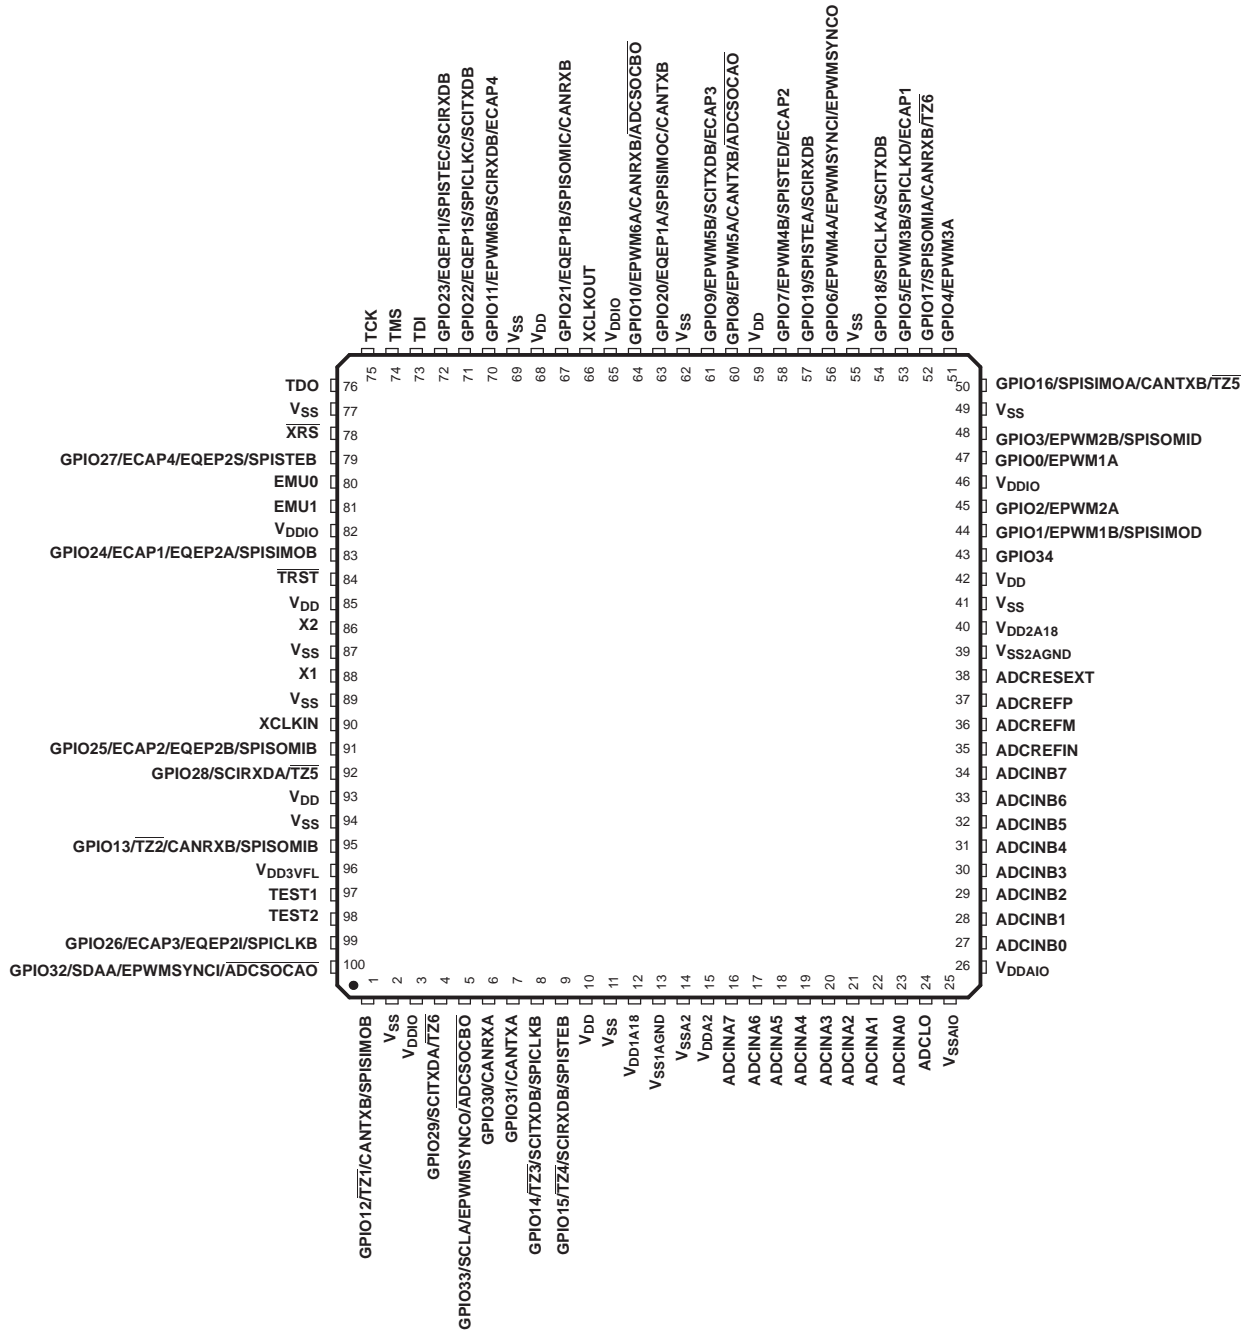 GPIO23/EQEP1I/SPISTEC/SCIRXDB
GPIO22/EQEP1S/SPICLKC/SCITXDB
GPIO11/EPWM6B/SCIRXDB/ECAP4
GPIO21/EQEP1B/SPISOMIC/CANRXB
GPIO10/EPWM6A/CANRXB/ADCSOCBO
GPIO20/EQEP1A/SPISIMOC/CANTXB
GPIO9/EPWM5B/SCITXDB/ECAP3
GPIO8/EPWM5A/CANTXB/ADCSOCAO
GPIO7/EPWM4B/SPISTED/ECAP2
GPIO19/SPISTEA/SCIRXDB
GPIO6/EPWM4A/EPWMSYNCI/EPWMSYNCO
GPIO18/SPICLKA/SCITXDB
GPIO5/EPWM3B/SPICLKD/ECAP1
GPIO17/SPISOMIA/CANRXB/TZ6
GPIO4/EPWM3A
TCK TMS TDI VSS VDD XCLKOUT VDDIO VSS VDD VSS
75 74 73 72 71 70 69 68 67 66 65 64 63 62 61 60 59 58 57 56 55 54 53 52 51
TDO 76
VSS 77
XRS 78
GPIO27/ECAP4/EQEP2S/SPISTEB 79
EMU0 80
EMU1 81
VDDIO 82
GPIO24/ECAP1/EQEP2A/SPISIMOB 83
TRST 84
VDD 85
X2 86
VSS 87
X1 88
VSS 89
XCLKIN 90
GPIO25/ECAP2/EQEP2B/SPISOMIB 91
GPIO28/SCIRXDA/TZ5 92
VDD 93
VSS 94
GPIO13/TZ2/CANRXB/SPISOMIB 95
VDD3VFL 96
TEST1 97
TEST2 98
GPIO26/ECAP3/EQEP2I/SPICLKB 99
GPIO32/SDAA/EPWMSYNCI/ADCSOCAO 100
50 GPIO16/SPISIMOA/CANTXB/TZ5
49 VSS
48 GPIO3/EPWM2B/SPISOMID
47 GPIO0/EPWM1A
46 VDDIO
45 GPIO2/EPWM2A
44 GPIO1/EPWM1B/SPISIMOD
43 GPIO34
42 VDD
41 VSS
40 VDD2A18
39 VSS2AGND
38 ADCRESEXT
37 ADCREFP
36 ADCREFM
35 ADCREFIN
34 ADCINB7
33 ADCINB6
32 ADCINB5
31 ADCINB4
30 ADCINB3
29 ADCINB2
28 ADCINB1
27 ADCINB0
26 VDDAIO
1 2 3 4 5 6 7 8 9 10 11 12 13 14 15 16 17 18 19 20 21 22 23 24 25
GPIO12/TZ1/CANTXB/SPISIMOB
VSS
VDDIO
GPIO29/SCITXDA/TZ6
GPIO33/SCLA/EPWMSYNCO/ADCSOCBO
GPIO30/CANRXA
GPIO31/CANTXA
GPIO14/TZ3/SCITXDB/SPICLKB
GPIO15/TZ4/SCIRXDB/SPISTEB
VDD
VSS
VDD1A18
VSS1AGND
VSSA2
VDDA2
ADCINA7
ADCINA6
ADCINA5
ADCINA4
ADCINA3
ADCINA2
ADCINA1
ADCINA0
ADCLO
VSSAIO